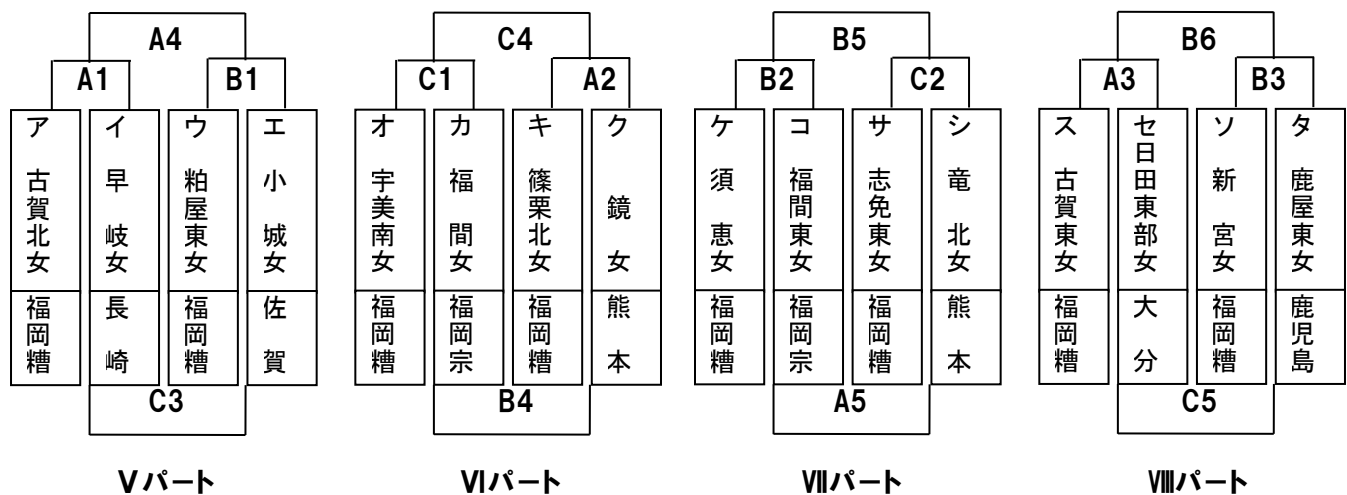 A4
C4
B5
B6
A1
B1
C1
A2
B2
C2
A3
B3
ア 古賀北女
イ 早岐女
ウ 粕屋東女
エ 小城女
オ 宇美南女
カ 福間女
キ 篠栗北女
ク 鏡女
ケ 須恵女
コ 福間東女
サ 志免東女
シ 竜北女
ス 古賀東女
セ 日田東部女
ソ 新宮女
タ 鹿屋東女
福岡糟
長崎
福岡糟
佐賀
福岡糟
福岡宗
福岡糟
熊本
福岡糟
福岡宗
福岡糟
熊本
福岡糟
大分
福岡糟
鹿児島
C3
B4
A5
C5
Ⅴパート
Ⅵパート
Ⅶパート
Ⅷパート